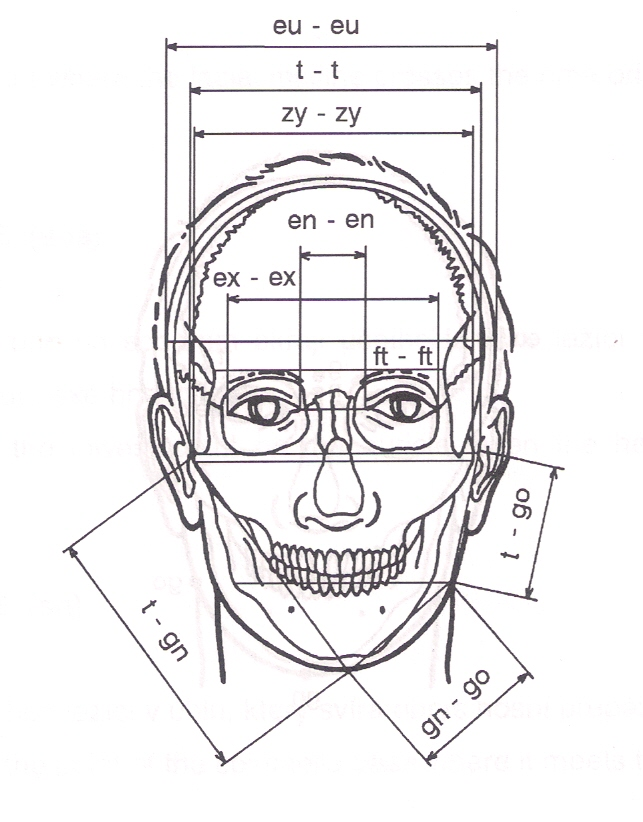 eu - eu
t - t
zy - zy
en - en
ex - ex
ft - ft
t - go
t - gn
gn - go